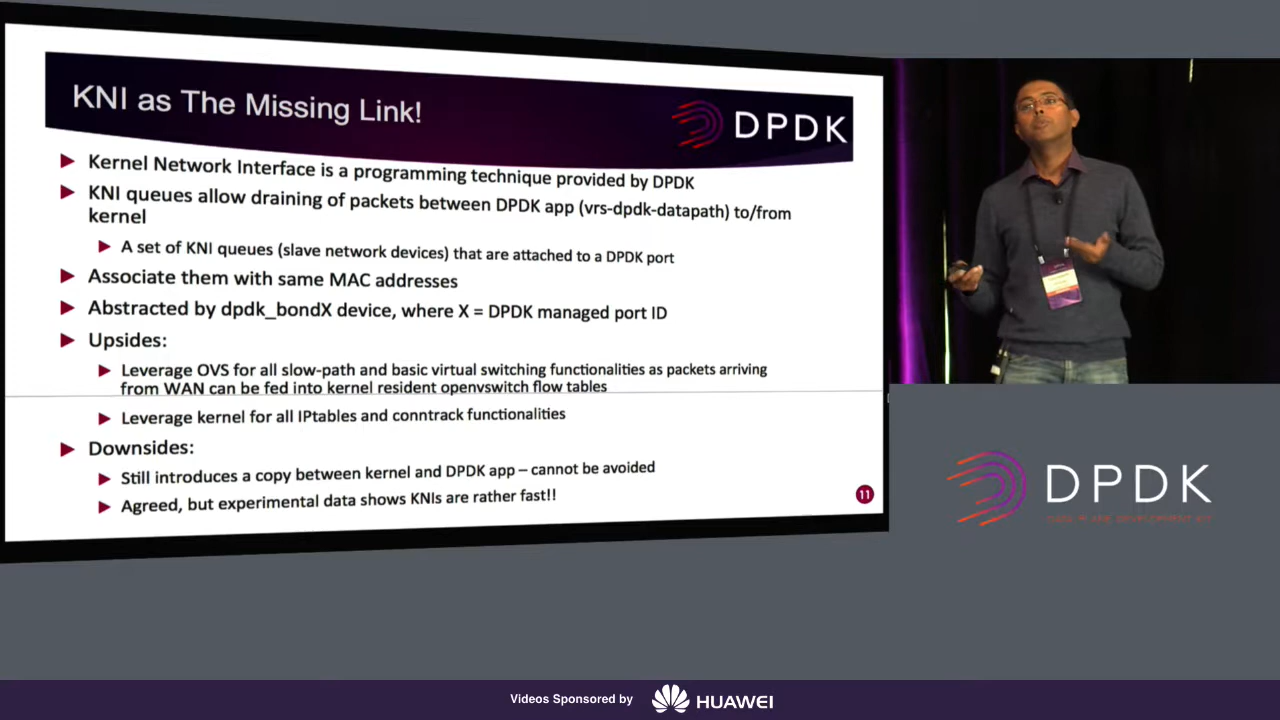 KNI as The Missing Link!
DPDK
Kernel Network Interface is a programming technique provided by DPDK
KNI queues allow draining of packets between DPDK app (vrs-dpdk-datapath) to/from
kernel
A set of KNI queues (slave network devices) that are attached to a DPDK port
Associate them with same MAC addresses
Abstracted by dpdk_bondX device, where X = DPDK managed port ID
Upsides:
Leverage OVS for all slow-path and basic virtual switching functionalities as packets arriving
from WAN can be fed into kernel resident openvswitch flow tables
Leverage kernel for all IPtables and conntrack functionalities
Downsides:
Still introduces a copy between kernel and DPDK app – cannot be avoided
Agreed, but experimental data shows KNIs are rather fast!!
11
DPDK
DATA PLANE DEVELOPMENT KIT
Videos Sponsored by
HUAWEI